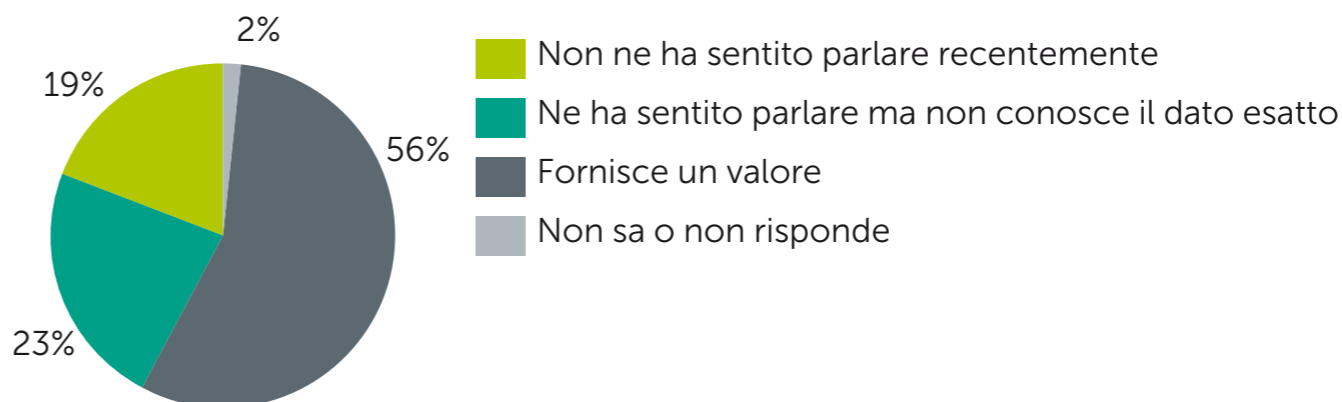 2%
19%
56%
23%
Non ne ha sentito parlare recentemente
Ne ha sentito parlare ma non conosce il dato esatto
Fornisce un valore
Non sa o non risponde